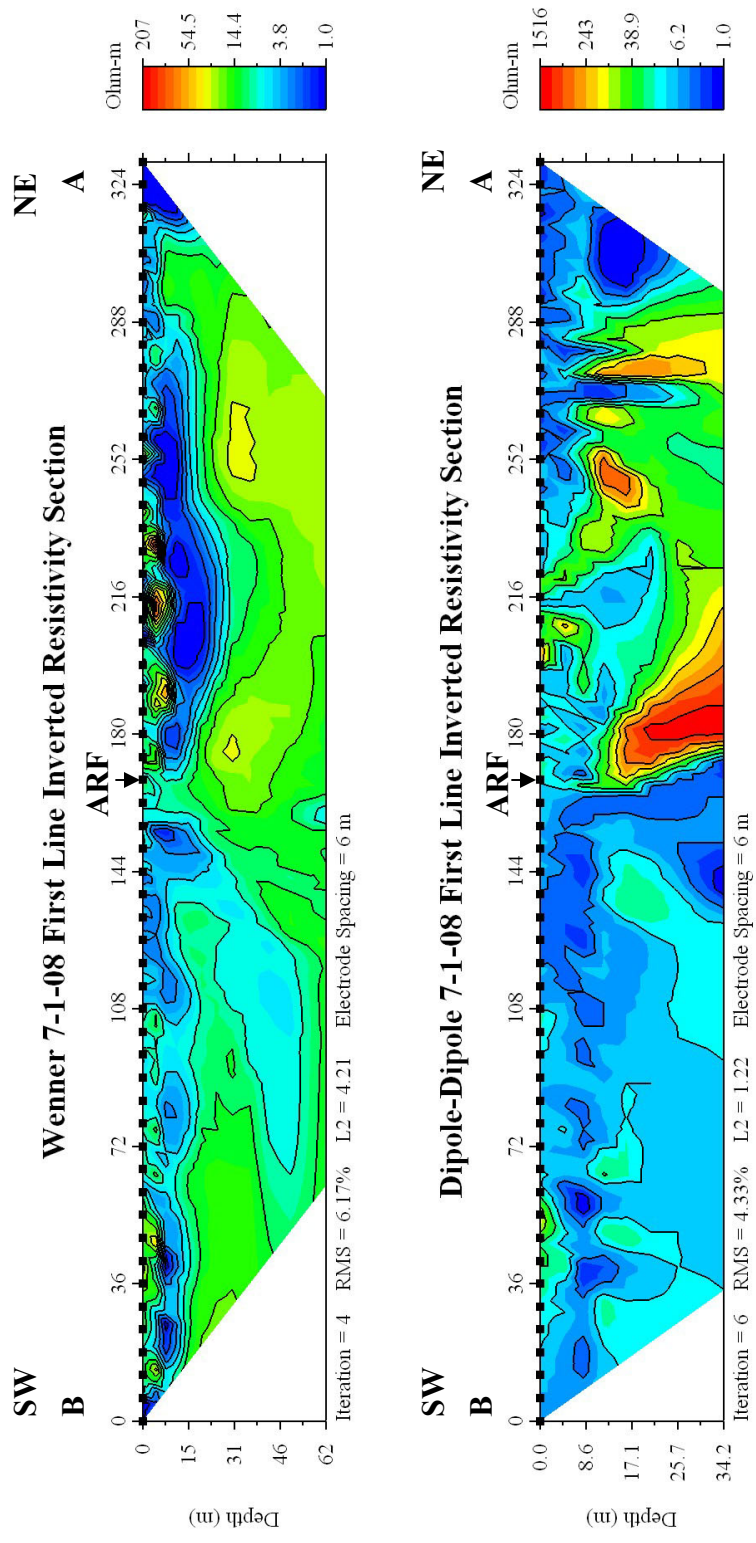 SW NE
B A
Wenner 7-1-08 First Line Inverted Resistivity Section
ARF
0 36 72 108 144 180 216 252 288 324
Ohm-m
207
54.5
14.4
3.8
1.0
Depth (m)
0
15
31
46
62
Iteration = 4 RMS = 6.17% L2 = 4.21 Electrode Spacing = 6 m
SW NE
B A
Dipole-Dipole 7-1-08 First Line Inverted Resistivity Section
ARF
0 36 72 108 144 180 216 252 288 324
Ohm-m
1516
243
38.9
6.2
1.0
Depth (m)
0.0
8.6
17.1
25.7
34.2
Iteration = 6 RMS = 4.33% L2 = 1.22 Electrode Spacing = 6 m